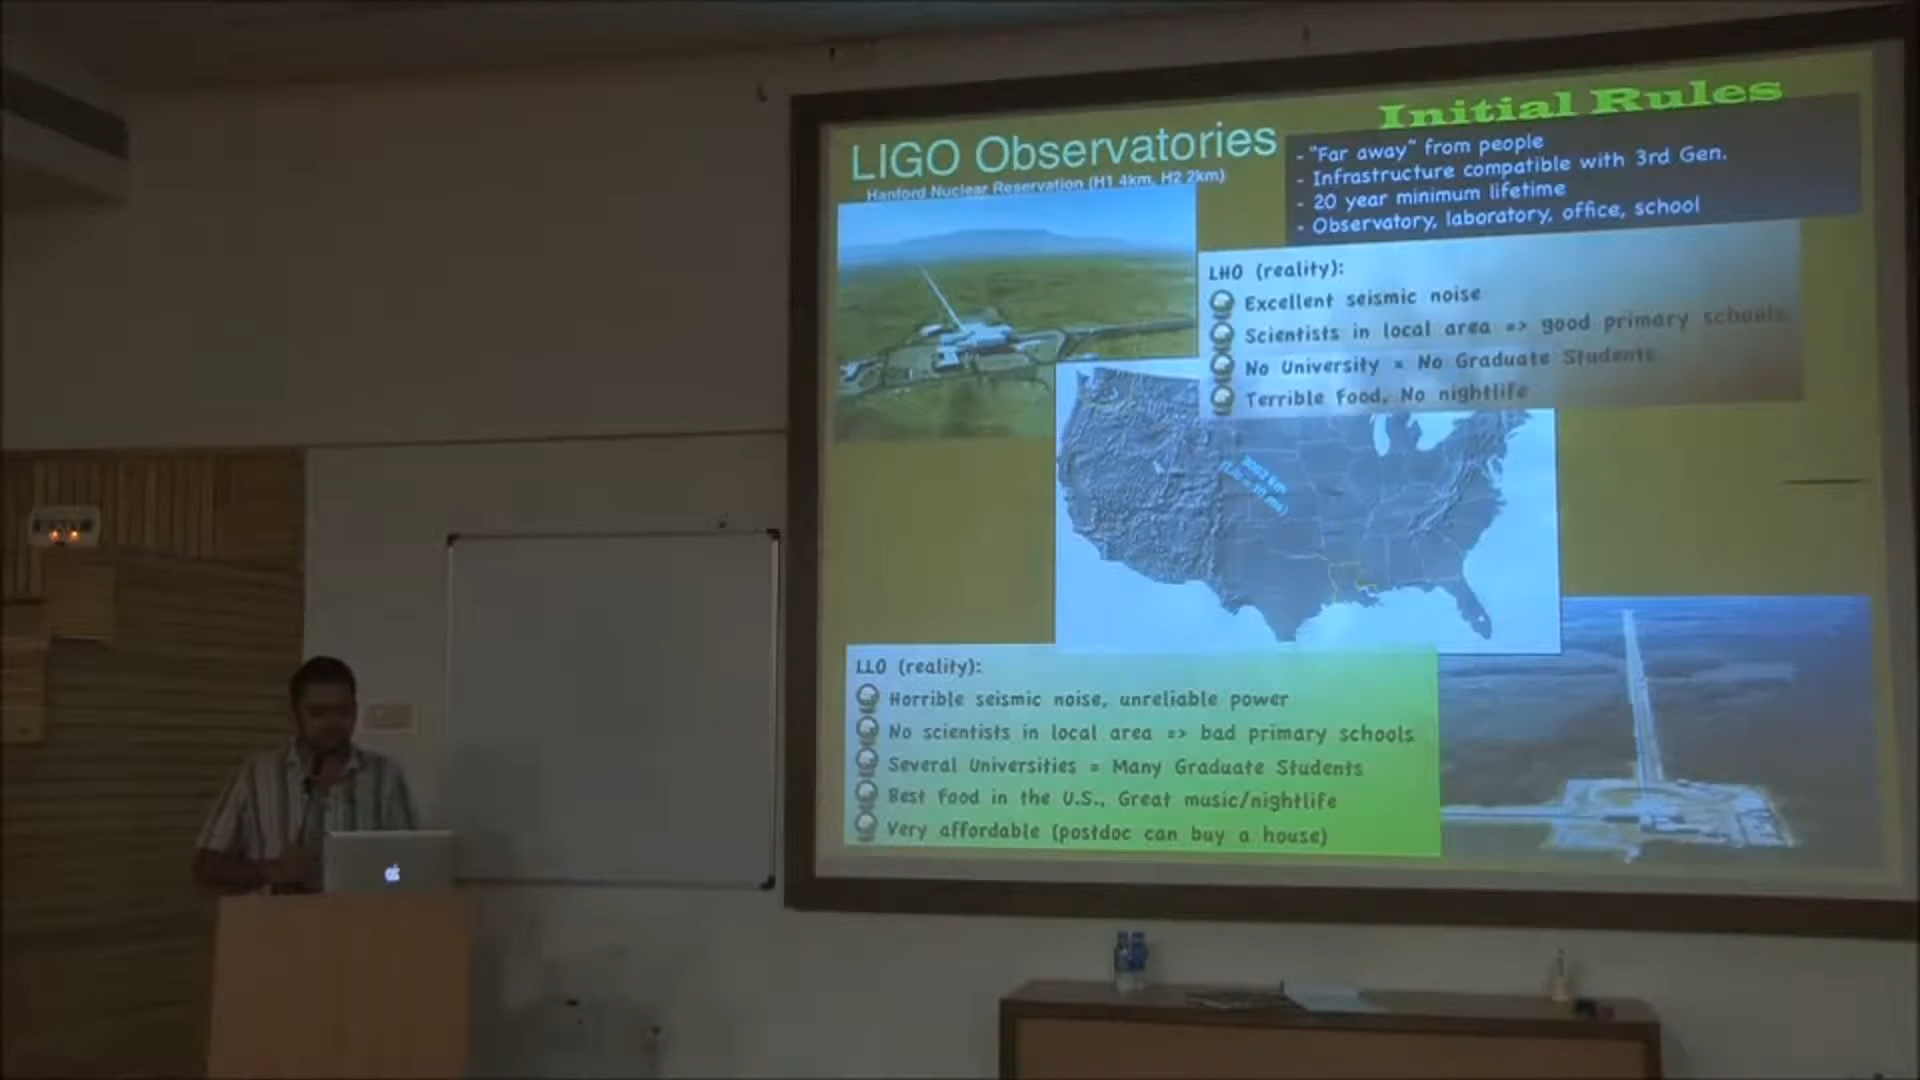 Initial Rules
LIGO Observatories
Hanford Nuclear Reservation (H1 4km, H2 2km)
- "Far away" from people
- Infrastructure compatible with 3rd Gen.
- 20 year minimum lifetime
- Observatory, laboratory, office, school
LHO (reality):
Excellent seismic noise
Scientists in local area => good primary schools
No University = No Graduate Students
Terrible Food, No nightlife
LLO (reality):
Horrible seismic noise, unreliable power
No scientists in local area => bad primary schools
Several Universities = Many Graduate Students
Best Food in the U.S., Great music/nightlife
Very affordable (postdoc can buy a house)